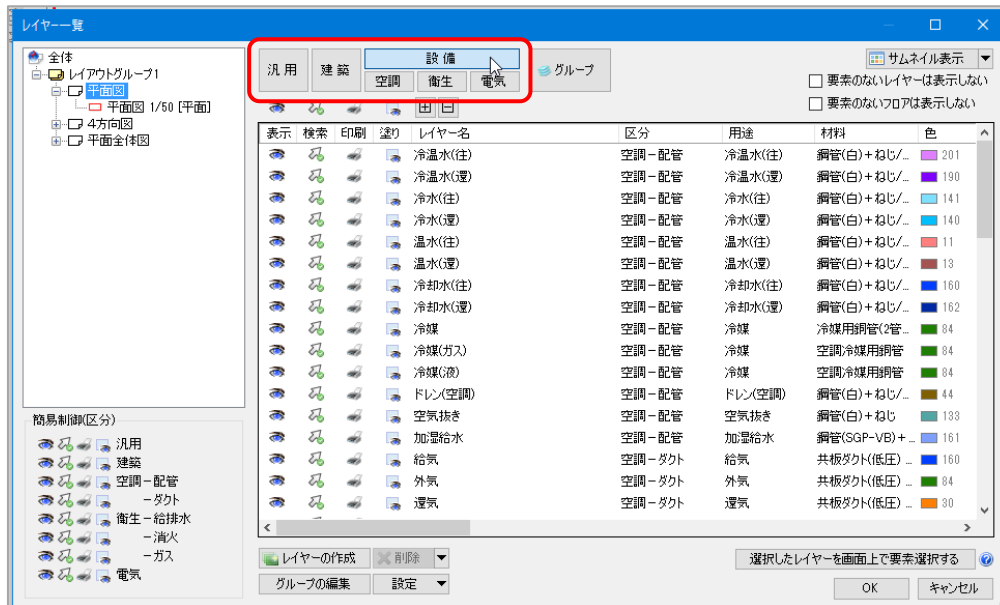 レイヤー一覧
全体
レイアウトグループ1
平面図
平面図 1/50 [平面]
4方向図
平面全体図
汎用
建築
設備
空調
衛生
電気
グループ
サムネイル表示
要素のないレイヤーは表示しない
要素のないフロアは表示しない
表示 検索 印刷 塗り レイヤー名 区分 用途 材料 色
冷温水(往) 空調-配管 冷温水(往) 鋼管(白)+ねじ/... 201
冷温水(還) 空調-配管 冷温水(還) 鋼管(白)+ねじ/... 190
冷水(往) 空調-配管 冷水(往) 鋼管(白)+ねじ/... 141
冷水(還) 空調-配管 冷水(還) 鋼管(白)+ねじ/... 140
温水(往) 空調-配管 温水(往) 鋼管(白)+ねじ/... 11
温水(還) 空調-配管 温水(還) 鋼管(白)+ねじ/... 13
冷却水(往) 空調-配管 冷却水(往) 鋼管(白)+ねじ/... 160
冷却水(還) 空調-配管 冷却水(還) 鋼管(白)+ねじ/... 162
冷媒 空調-配管 冷媒 冷媒用銅管(2管... 84
冷媒(ガス) 空調-配管 冷媒 空調冷媒用銅管 84
冷媒(液) 空調-配管 冷媒 空調冷媒用銅管 84
ドレン(空調) 空調-配管 ドレン(空調) 鋼管(白)+ねじ/... 44
空気抜き 空調-配管 空気抜き 鋼管(白)+ねじ 133
加湿給水 空調-配管 加湿給水 鋼管(SGP-VB)+... 161
給気 空調-ダクト 給気 共板ダクト(低圧) ... 160
外気 空調-ダクト 外気 共板ダクト(低圧) ... 84
還気 空調-ダクト 還気 共板ダクト(低圧) ... 30
簡易制御(区分)
汎用
建築
空調-配管
-ダクト
衛生-給排水
-消火
-ガス
電気
レイヤーの作成
削除
選択したレイヤーを画面上で要素選択する
グループの編集
設定
OK
キャンセル